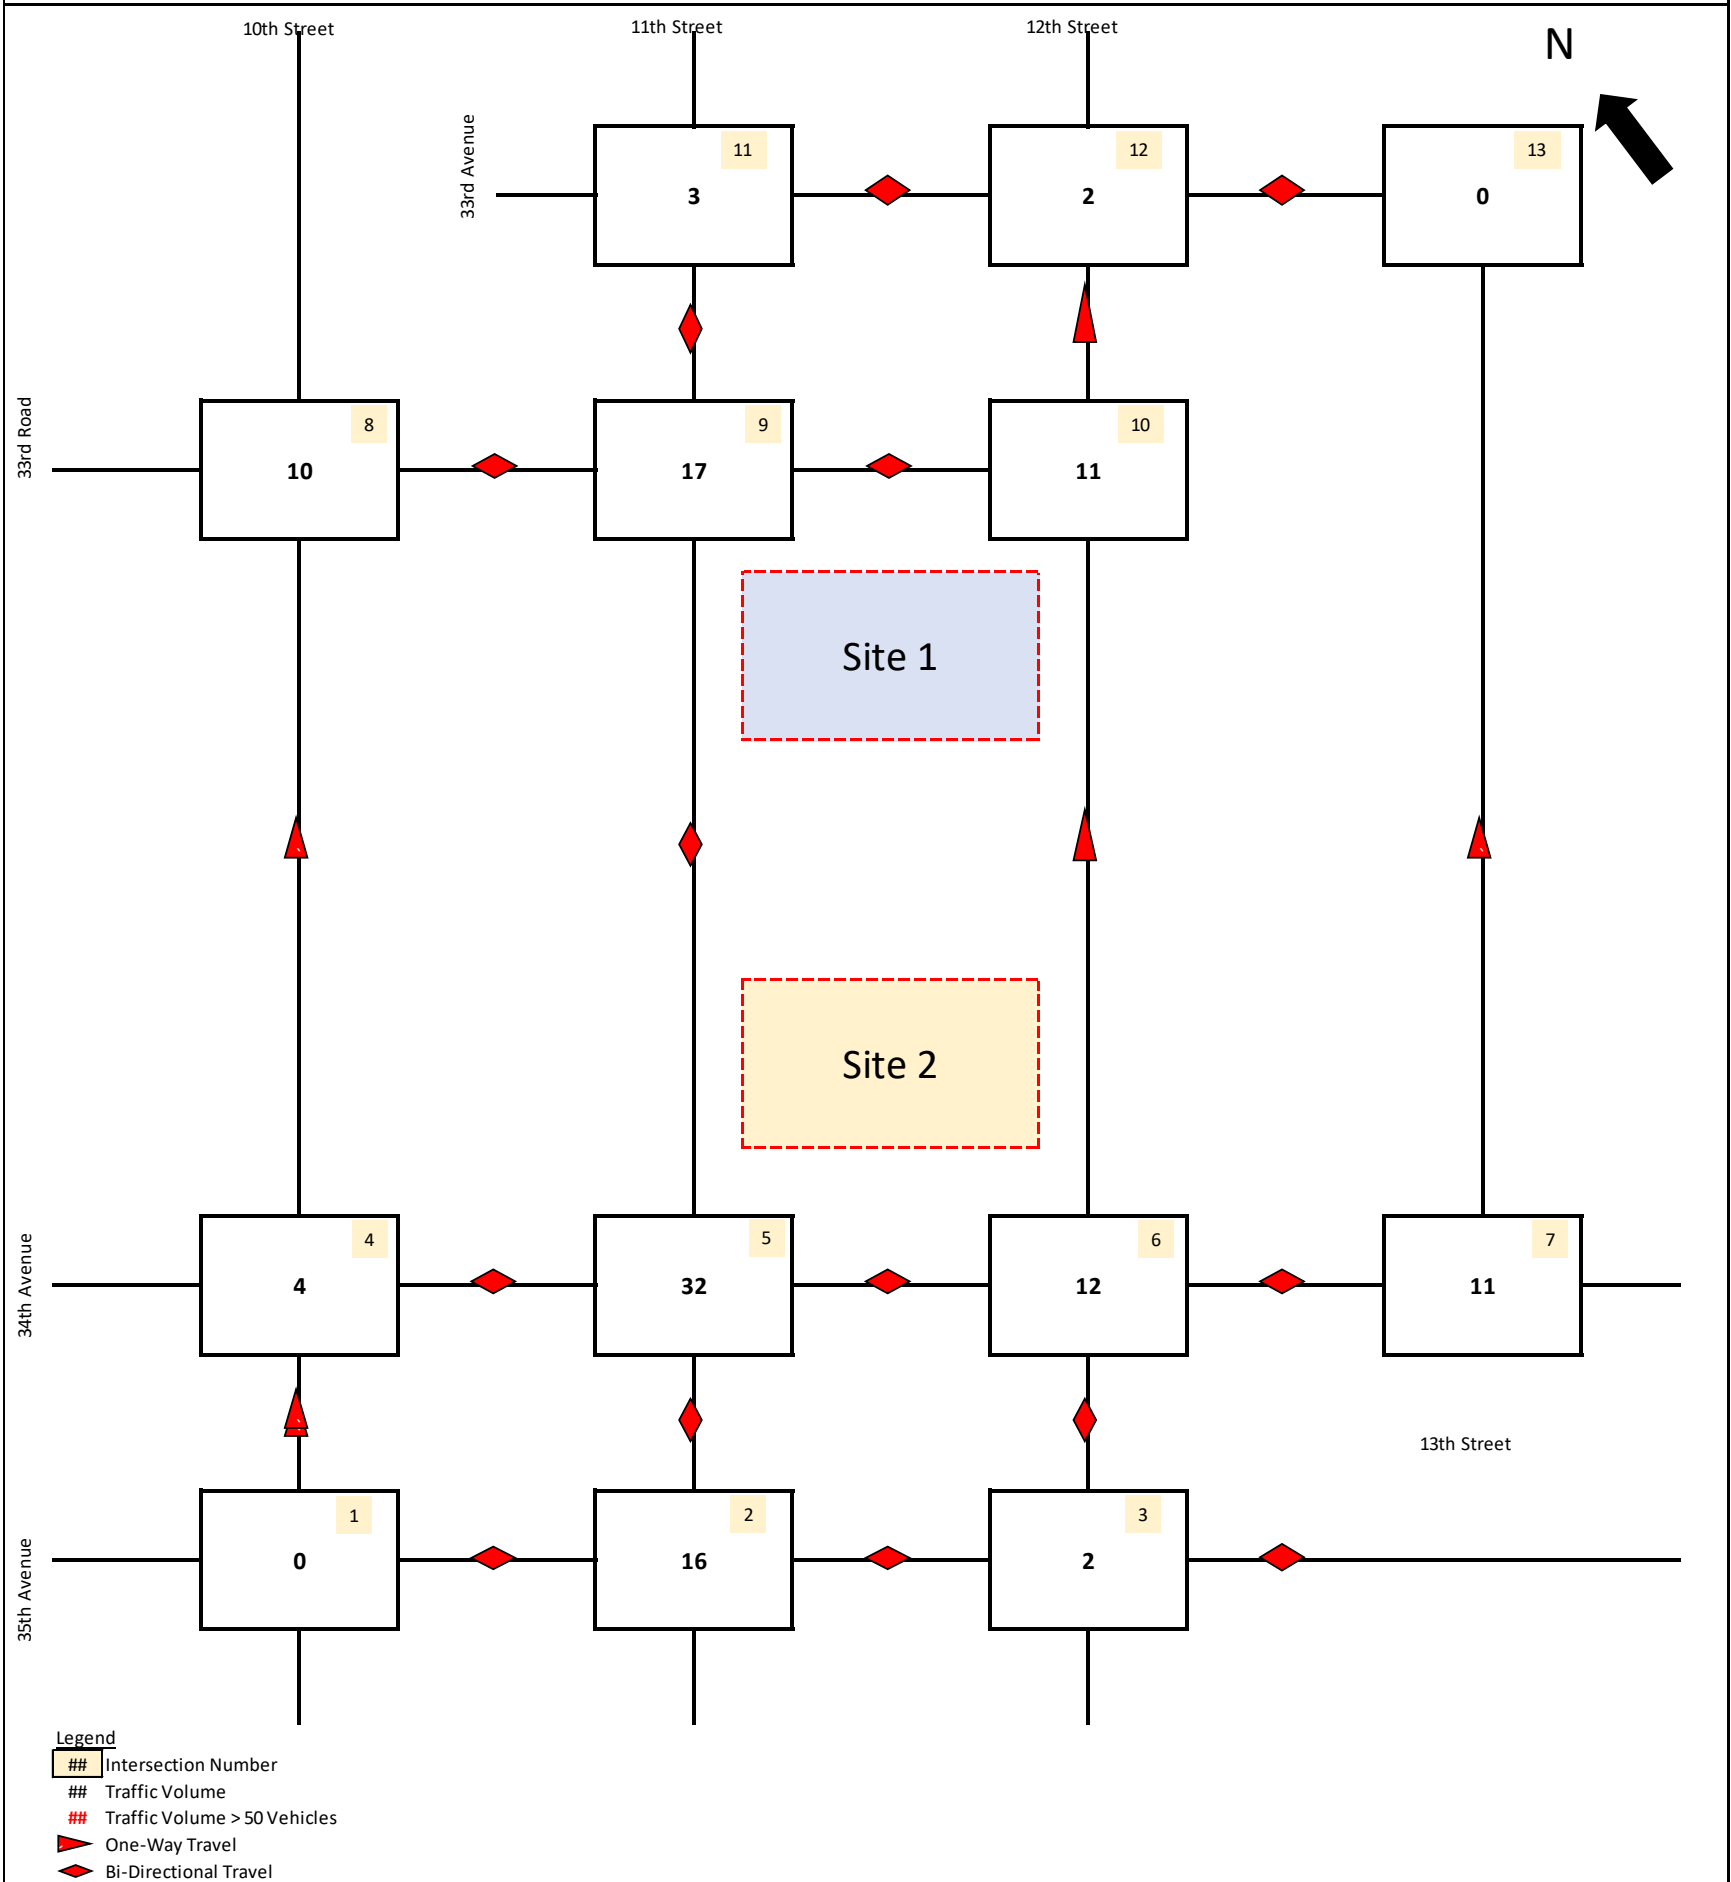 10th Street
11th Street
12th Street
N
33rd Avenue
11
3
12
2
13
0
33rd Road
8
10
9
17
10
11
Site 1
Site 2
34th Avenue
4
4
5
32
6
12
7
11
13th Street
35th Avenue
1
0
2
16
3
2
Legend
## Intersection Number
## Traffic Volume
## Traffic Volume > 50 Vehicles
One-Way Travel
Bi-Directional Travel